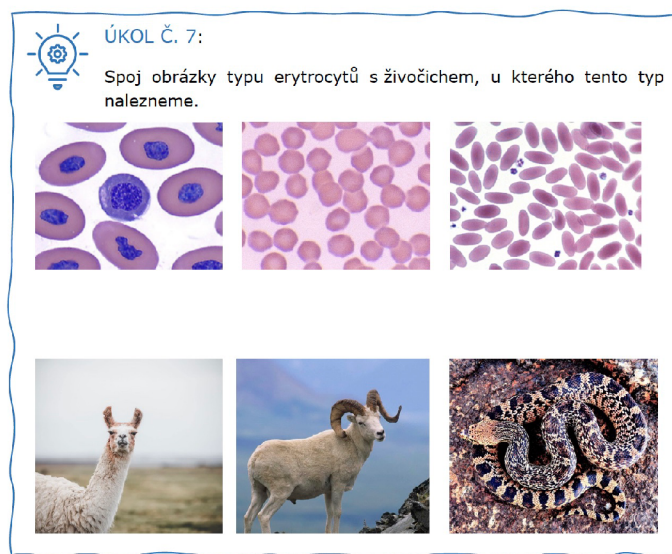 ÚKOL Č. 7:
Spoj obrázky typu erytrocytů s živočichem, u kterého tento typ
nalezneme.